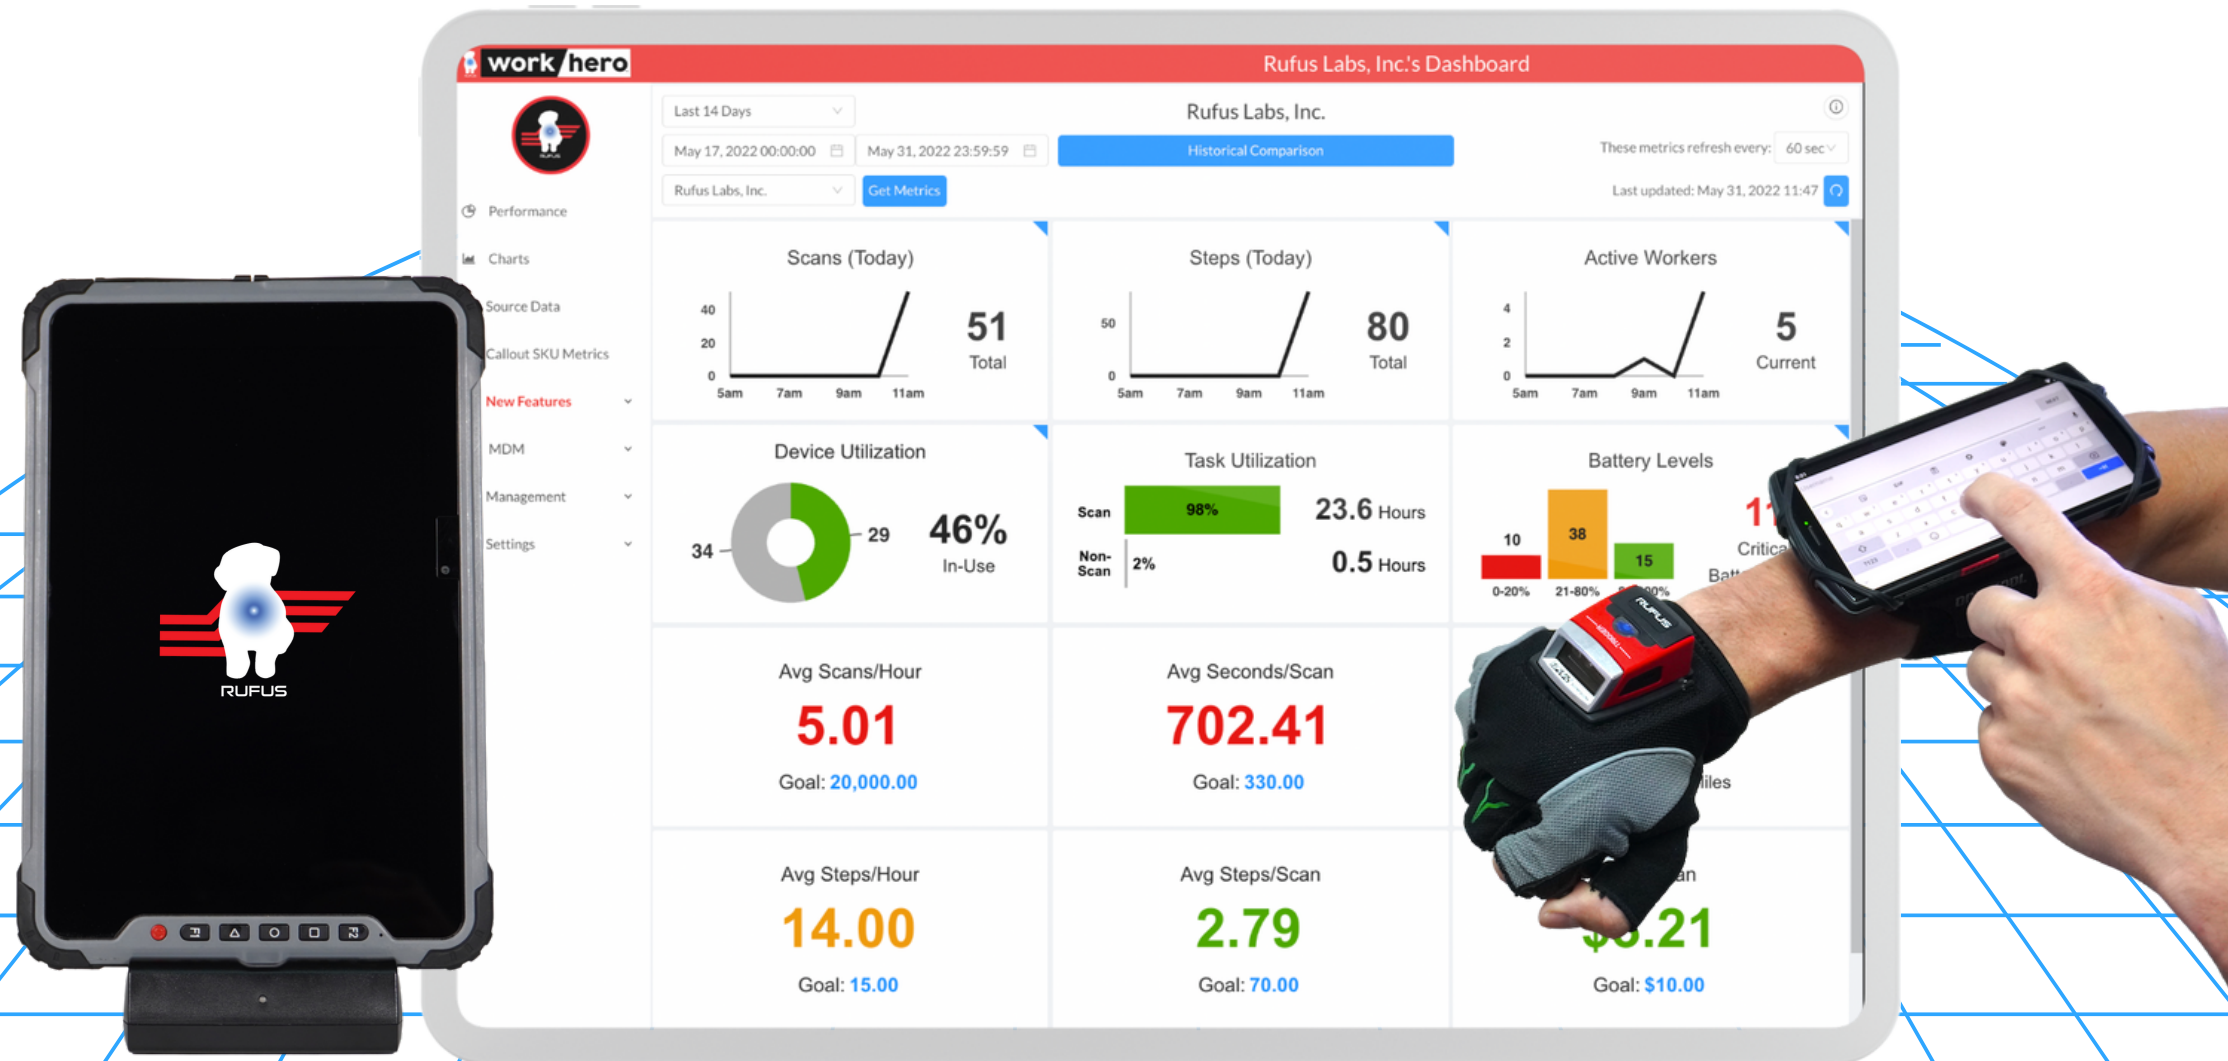 work/hero
Rufus Labs, Inc.'s Dashboard
RUFUS
Last 14 Days
Rufus Labs, Inc.
May 17, 2022 00:00:00
May 31, 2022 23:59:59
Historical Comparison
These metrics refresh every:
60 sec
Rufus Labs, Inc.
Get Metrics
Last updated: May 31, 2022 11:47
Performance
Charts
Source Data
Callout SKU Metrics
New Features
MDM
Management
Settings
Scans (Today)
40
20
0
5am 7am 9am 11am
51
Total
Steps (Today)
50
0
5am 7am 9am 11am
80
Total
Active Workers
4
2
0
5am 7am 9am 11am
5
Current
Device Utilization
34
29
46%
In-Use
Task Utilization
Scan
98%
23.6 Hours
Non-
Scan
2%
0.5 Hours
Battery Levels
10
38
15
0-20% 21-80%
Avg Scans/Hour
5.01
Goal: 20,000.00
Avg Seconds/Scan
702.41
Goal: 330.00
Avg Steps/Hour
14.00
Goal: 15.00
Avg Steps/Scan
2.79
Goal: 70.00
.21
Goal: $10.00
RUFUS
F1
F2
RUFUS
TRIGGER